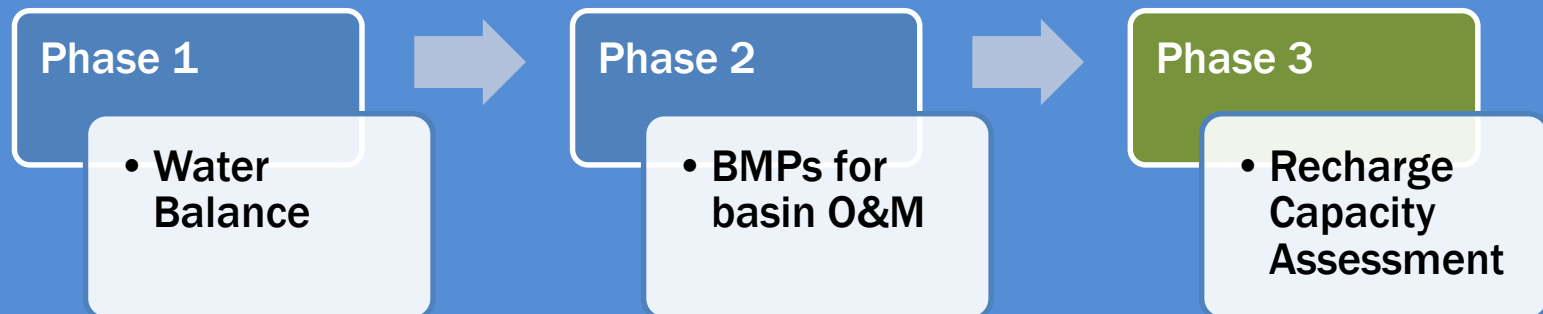 Phase 1
• Water
Balance
Phase 2
• BMPs for
basin O&M
Phase 3
• Recharge
Capacity
Assessment